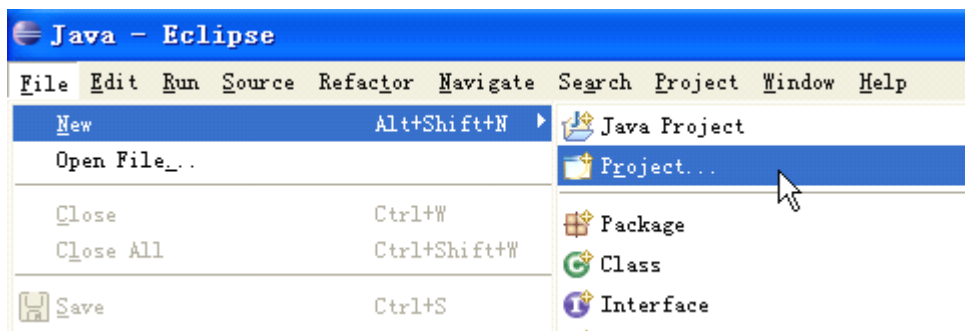 Java - Eclipse
File Edit Run Source Refactor Navigate Search Project Window Help
New Alt+Shift+N
Java Project
Open File...
Project...
Close Ctrl+W
Package
Close All Ctrl+Shift+W
Class
Save Ctrl+S
Interface